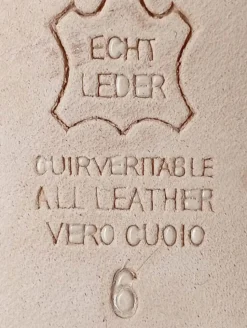 ECHT
LEDER
CUIRVERITABLE
ALL LEATHER
VERO CUOIO
6